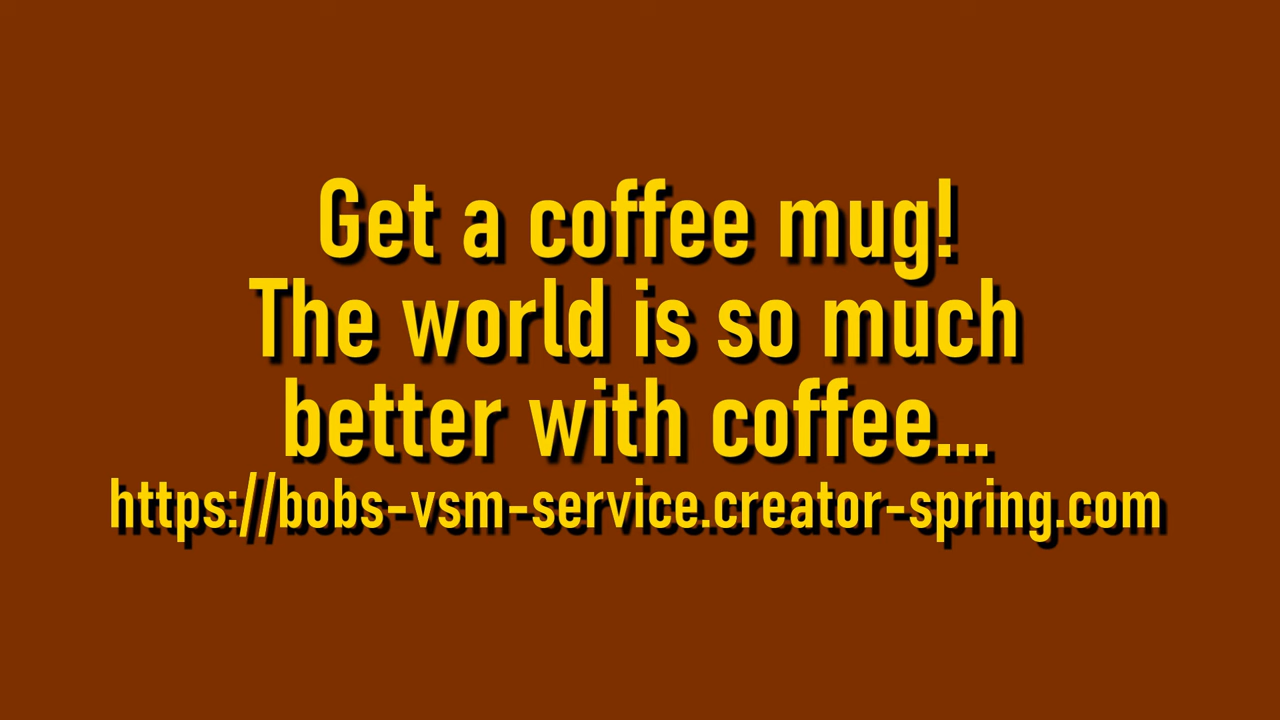 Get a coffee mug!
The world is so much
better with coffee...
https://bobs-vsm-service.creator-spring.com